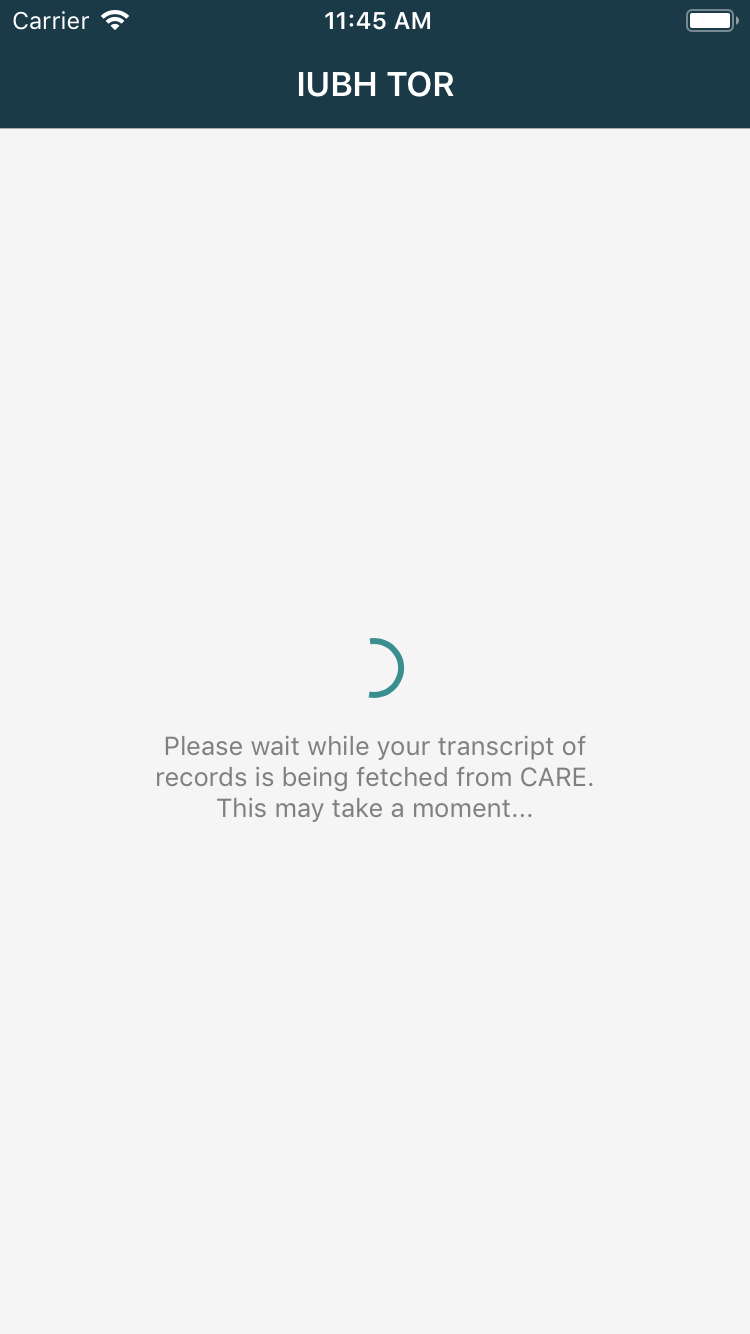 Carrier 11:45 AM
IUBH TOR
Please wait while your transcript of
records is being fetched from CARE.
This may take a moment...